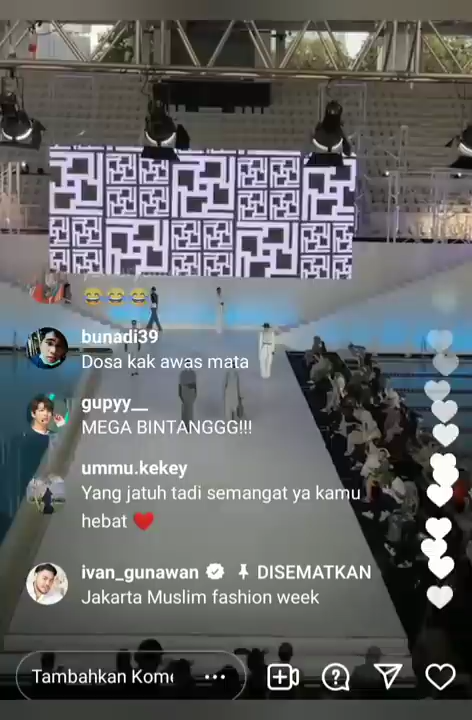 😂😂😂
bunadi39
Dosa kak awas mata
gupyy__
MEGA BINTANGGG!!!
ummu.kekey
Yang jatuh tadi semangat ya kamu
hebat ❤️
ivan_gunawan DISEMATKAN
Jakarta Muslim fashion week
Tambahkan Kome